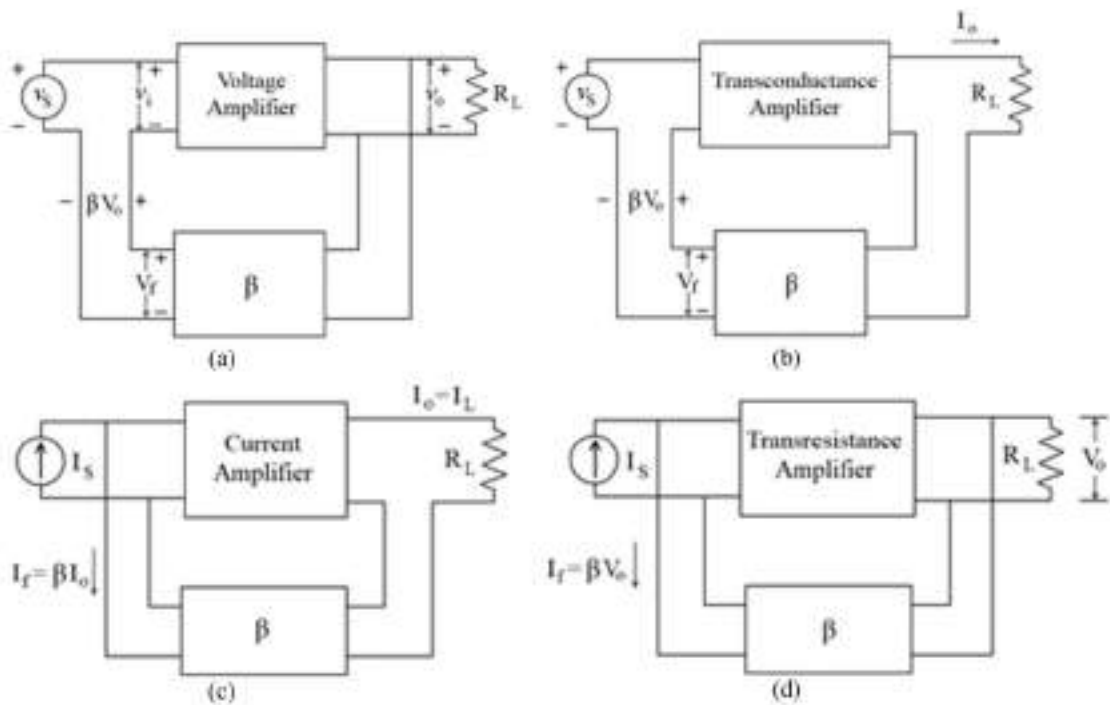 +
v_S
−
+
v_i
−
Voltage
Amplifier
+
v_o
−
R_L
− βV_o +
+
V_f
−
β
(a)
I_o
+
v_S
−
Transconductance
Amplifier
R_L
− βV_o +
+
V_f
−
β
(b)
I_o=I_L
I_S
Current
Amplifier
R_L
I_f=βI_o
β
(c)
I_S
Transresistance
Amplifier
R_L
V_o
I_f=βV_o
β
(d)